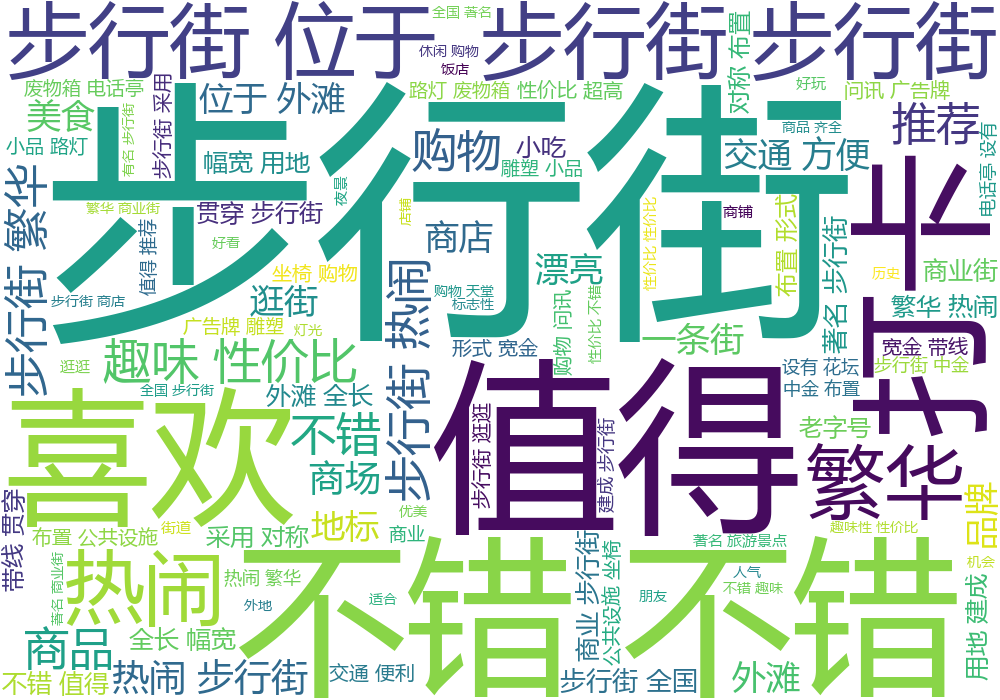 步行街 位于
步行街 步行街
全国 著名
休闲 购物
饭店
对称 布置
好玩
废物箱 电话亭
有名 步行街
步行街 采用
位于 外滩
路灯 废物箱
性价比 超高
问讯 广告牌
美食
推荐
商品 齐全
电话亭 设有
小品 路灯
幅宽 用地
购物
小吃
雕塑 小品
交通 方便
步行街
繁华
繁华 商业街
贯穿 步行街
夜景
店铺
商铺
性价比 性价比
布置 形式
好看
值得 推荐
商店
漂亮
著名 步行街
商业街
历史
坐椅 购物
热闹
购物 天堂
标志性
步行街 商店
逛街
繁华 热闹
步行街
广告牌 雕塑
灯光
形式 宽金
购物 问讯
性价比 不错
一条街
宽金 带线
好评
逛逛
趣味 性价比
步行街 中金
设有 花坛
中金 布置
全国 步行街
外滩 全长
步行街
喜欢
不错
商场
值得
步行街 逛逛
建成 步行街
老字号
繁华
带线 贯穿
优美
品牌
布置 公共设施
街道
采用 对称
地标
商业
趣味性 性价比
著名 旅游景点
著名 商业街
热闹
热闹 繁华
不错 不错
商业 步行街
公共设施 坐椅
人气
不错 趣味
机会
用地 建成
外地
适合
朋友
商品
全长 幅宽
不错 值得
热闹 步行街
交通 便利
步行街 全国
外滩